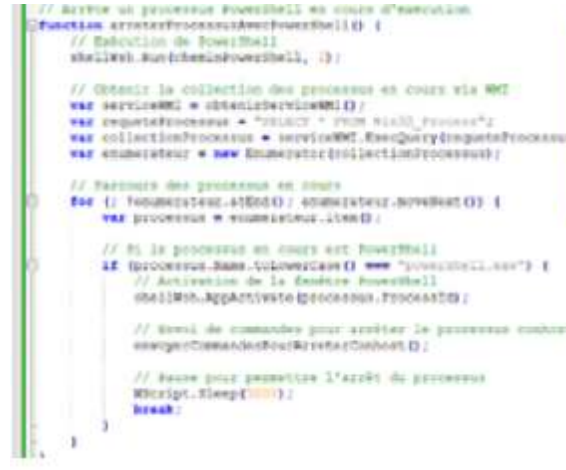 // Arrête un processus PowerShell en cours d'exécution
function arreterProcessusAvecPowerShell() {
// Exécution de PowerShell
shellWsh.Run(cheminPowerShell, );
// Obtenir la collection des processus en cours via WMI
var serviceWMI = obtenirServiceWMI();
var requeteProcessus = "SELECT * FROM Win32_Process";
var collectionProcessus = serviceWMI.ExecQuery(requeteProcessu
var enumerateur = new Enumerator(collectionProcessus);
// Parcours des processus en cours
for (; !enumerateur.atEnd(); enumerateur.moveNext()) {
var processus = enumerateur.item();
// Si le processus en cours est PowerShell
if (processus.Name.toLowerCase() === "powershell.exe") {
// Activation de la fenêtre PowerShell
shellWsh.AppActivate(processus.ProcessId);
// Envoi de commandes pour arrêter le processus conhos
envoyerCommandesPourArreterConhost();
// Pause pour permettre l'arrêt du processus
WScript.Sleep();
break;
}
}